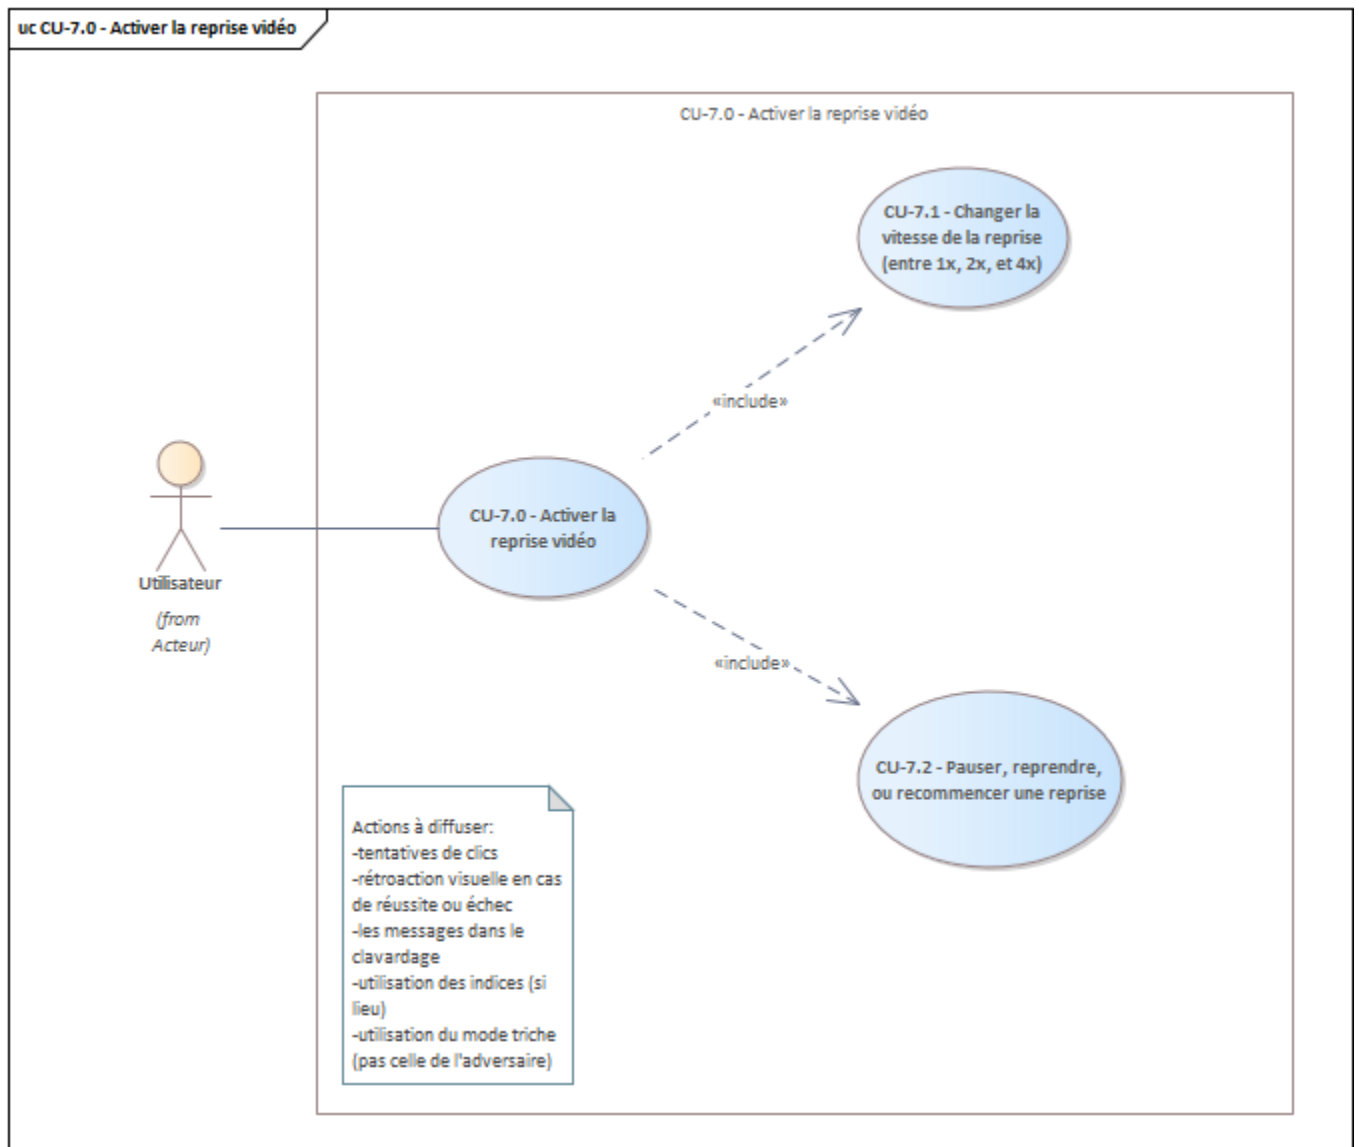 uc CU-7.0 - Activer la reprise vidéo
CU-7.0 - Activer la reprise vidéo
CU-7.1 - Changer la
vitesse de la reprise
(entre 1x, 2x, et 4x)
«include»
CU-7.0 - Activer la
reprise vidéo
Utilisateur
(from
Acteur)
«include»
CU-7.2 - Pauser, reprendre,
ou recommencer une reprise
Actions à diffuser:
-tentatives de clics
-rétroaction visuelle en cas
de réussite ou échec
-les messages dans le
clavardage
-utilisation des indices (si
lieu)
-utilisation du mode triche
(pas celle de l'adversaire)